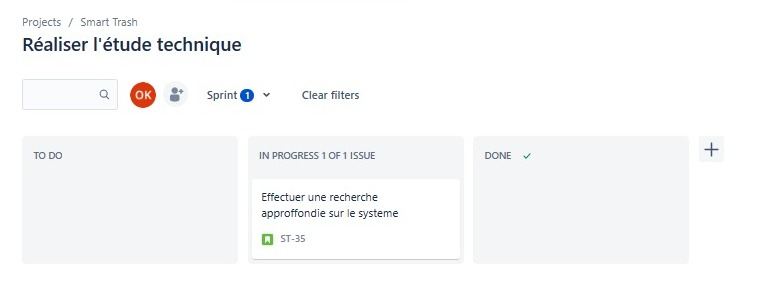 Projects / Smart Trash
Réaliser l'étude technique
OK Sprint 1 Clear filters
TO DO
IN PROGRESS 1 OF 1 ISSUE
DONE
Effectuer une recherche
approffondie sur le systeme
ST-35